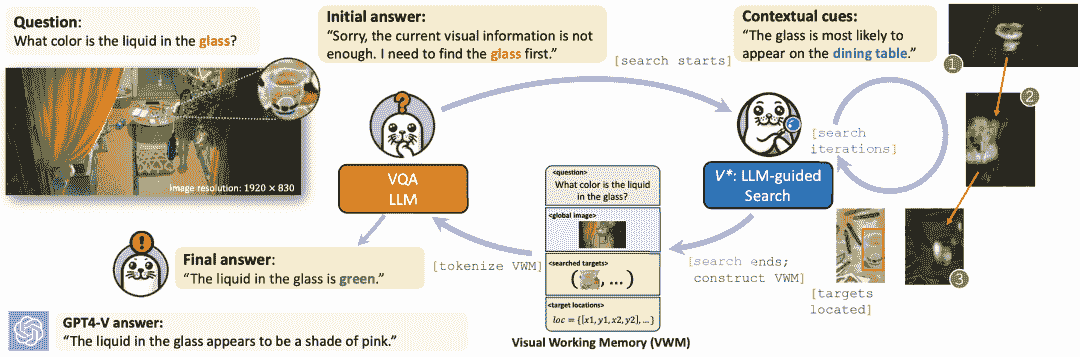 Question:
What color is the liquid in the glass?
Image resolution: 1920 × 830
Initial answer:
"Sorry, the current visual information is not
enough. I need to find the glass first."
[search starts]
Contextual cues:
"The glass is most likely to
appear on the dining table."
1
2
3
[search
iterations]
VQA
LLM
V*: LLM-guided
Search
<question>
What color is the liquid
in the glass?
<global image>
<searched targets>
( , ...)
<target locations>
loc = {[x1, y1, x2, y2], ...}
Visual Working Memory (VWM)
[search ends;
construct VWM]
[targets
located]
[tokenize VWM]
Final answer:
"The liquid in the glass is green."
GPT4-V answer:
"The liquid in the glass appears to be a shade of pink."